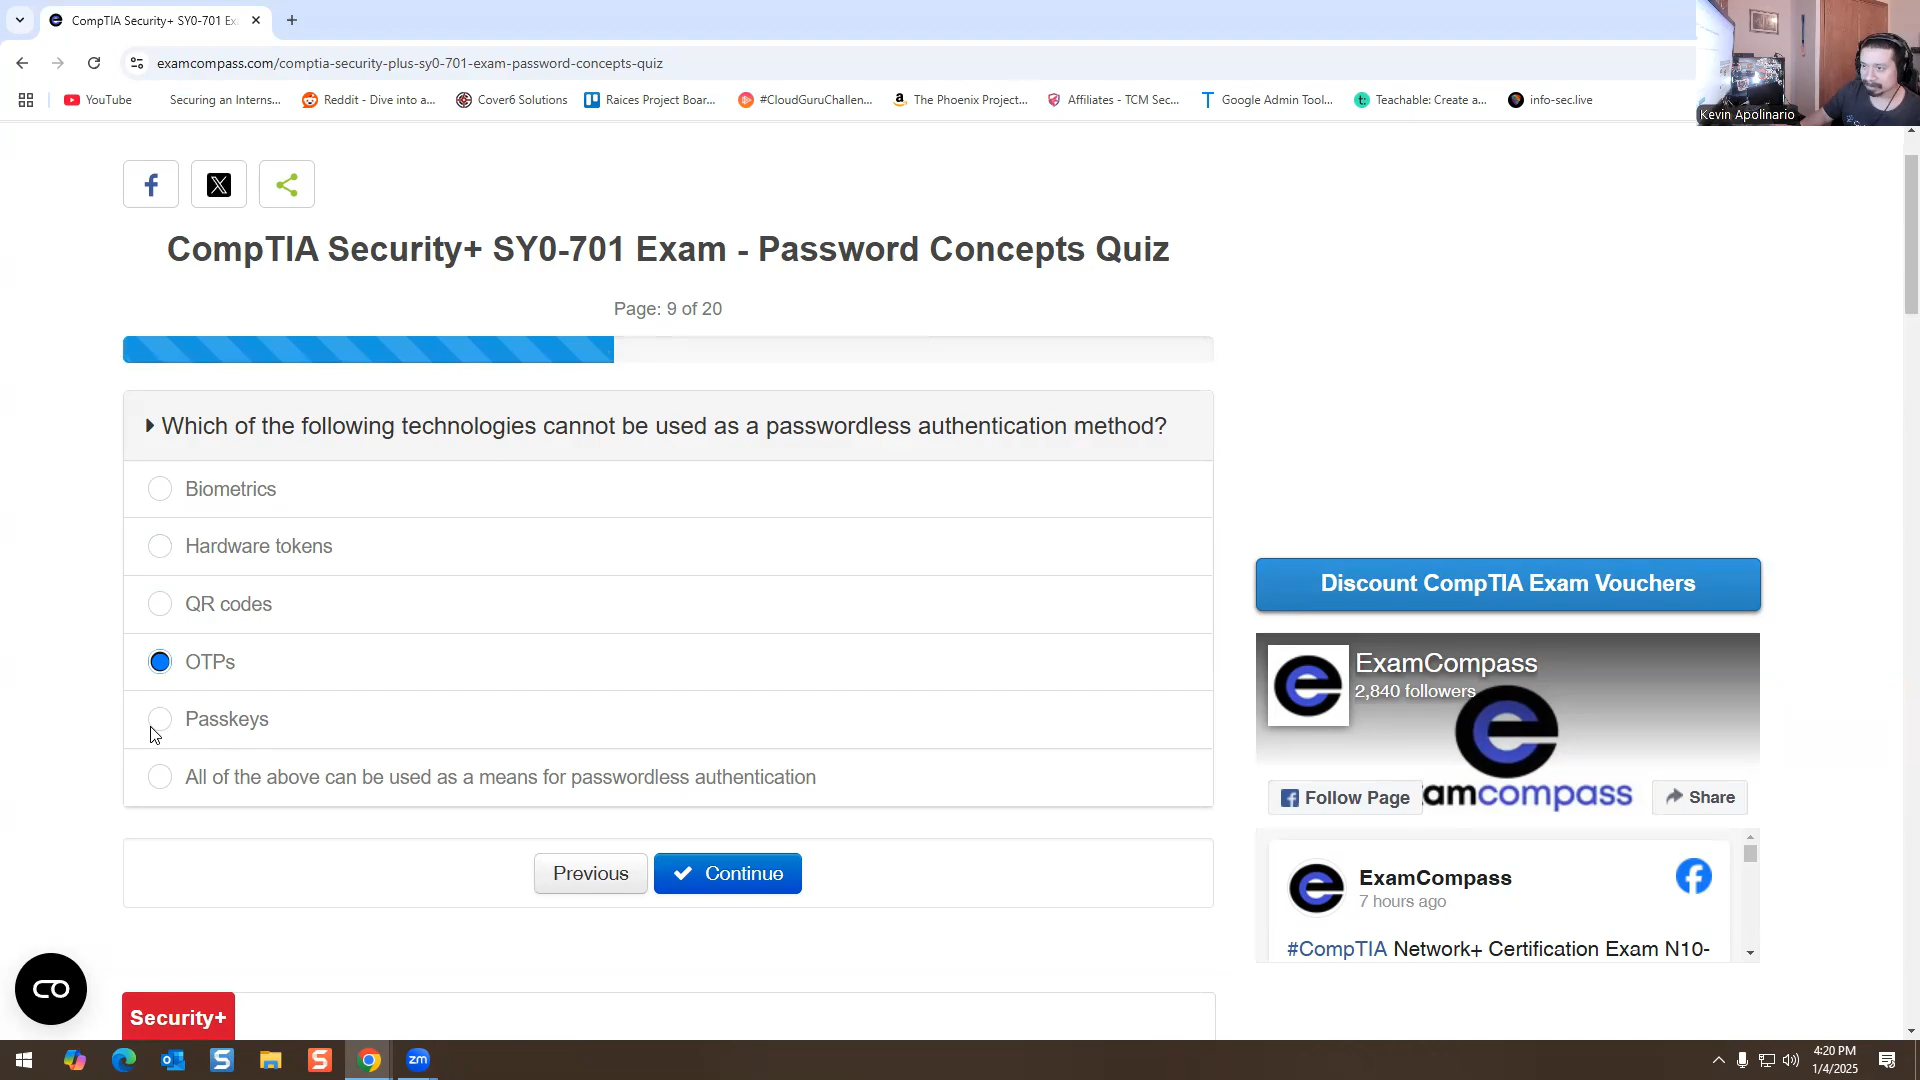 CompTIA Security+ SY0-701 Ex
examcompass.com/comptia-security-plus-sy0-701-exam-password-concepts-quiz
YouTube
Securing an Interns...
Reddit - Dive into a...
Cover6 Solutions
Raices Project Boar...
#CloudGuruChallen...
The Phoenix Project...
Affiliates - TCM Sec...
Google Admin Tool...
Teachable: Create a...
info-sec.live
Kevin Apolinario
CompTIA Security+ SY0-701 Exam - Password Concepts Quiz
Page: 9 of 20
Which of the following technologies cannot be used as a passwordless authentication method?
Biometrics
Hardware tokens
QR codes
OTPs
Passkeys
All of the above can be used as a means for passwordless authentication
Previous
Continue
Discount CompTIA Exam Vouchers
ExamCompass
2,840 followers
Follow Page
amcompass
Share
ExamCompass
7 hours ago
#CompTIA Network+ Certification Exam N10-
Security+
zm
4:20 PM
1/4/2025